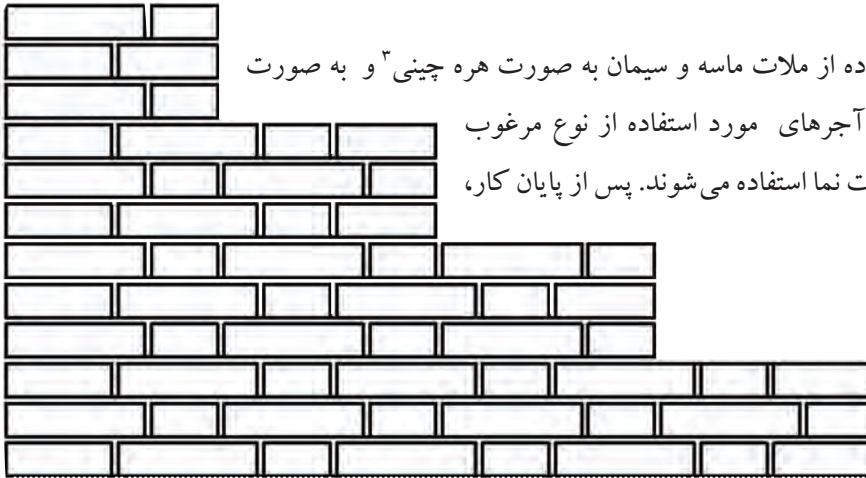 ده از ملات ماسه و سیمان به صورت هره چینی۳ و به صورت
آجرهای مورد استفاده از نوع مرغوب
ت نما استفاده می‌شوند. پس از پایان کار،